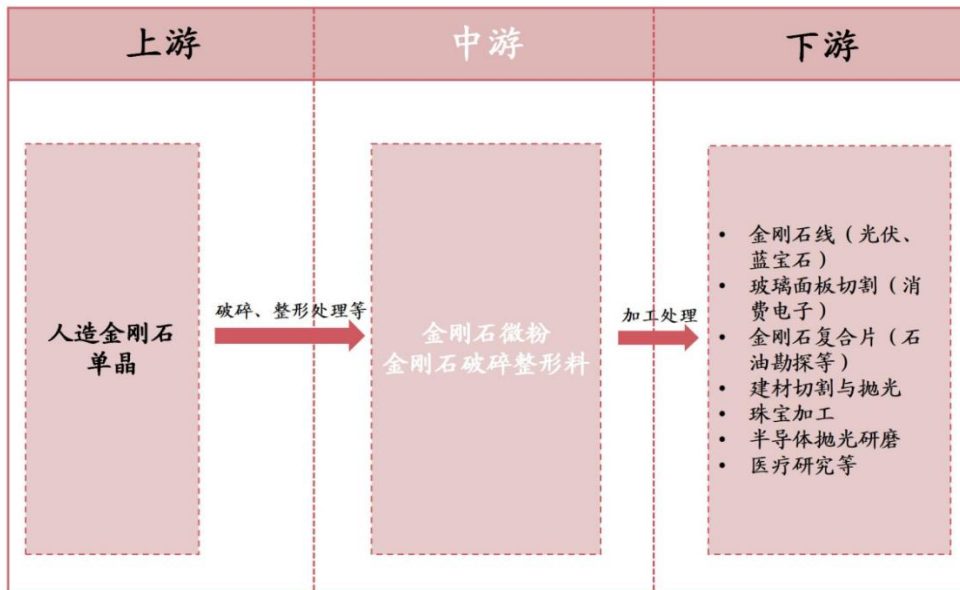 上游
中游
下游
人造金刚石
单晶
破碎、整形处理等
金刚石微粉
金刚石破碎整形料
加工处理
• 金刚石线（光伏、
蓝宝石）
• 玻璃面板切割（消
费电子）
• 金刚石复合片（石
油勘探等）
• 建材切割与抛光
• 珠宝加工
• 半导体抛光研磨
• 医疗研究等